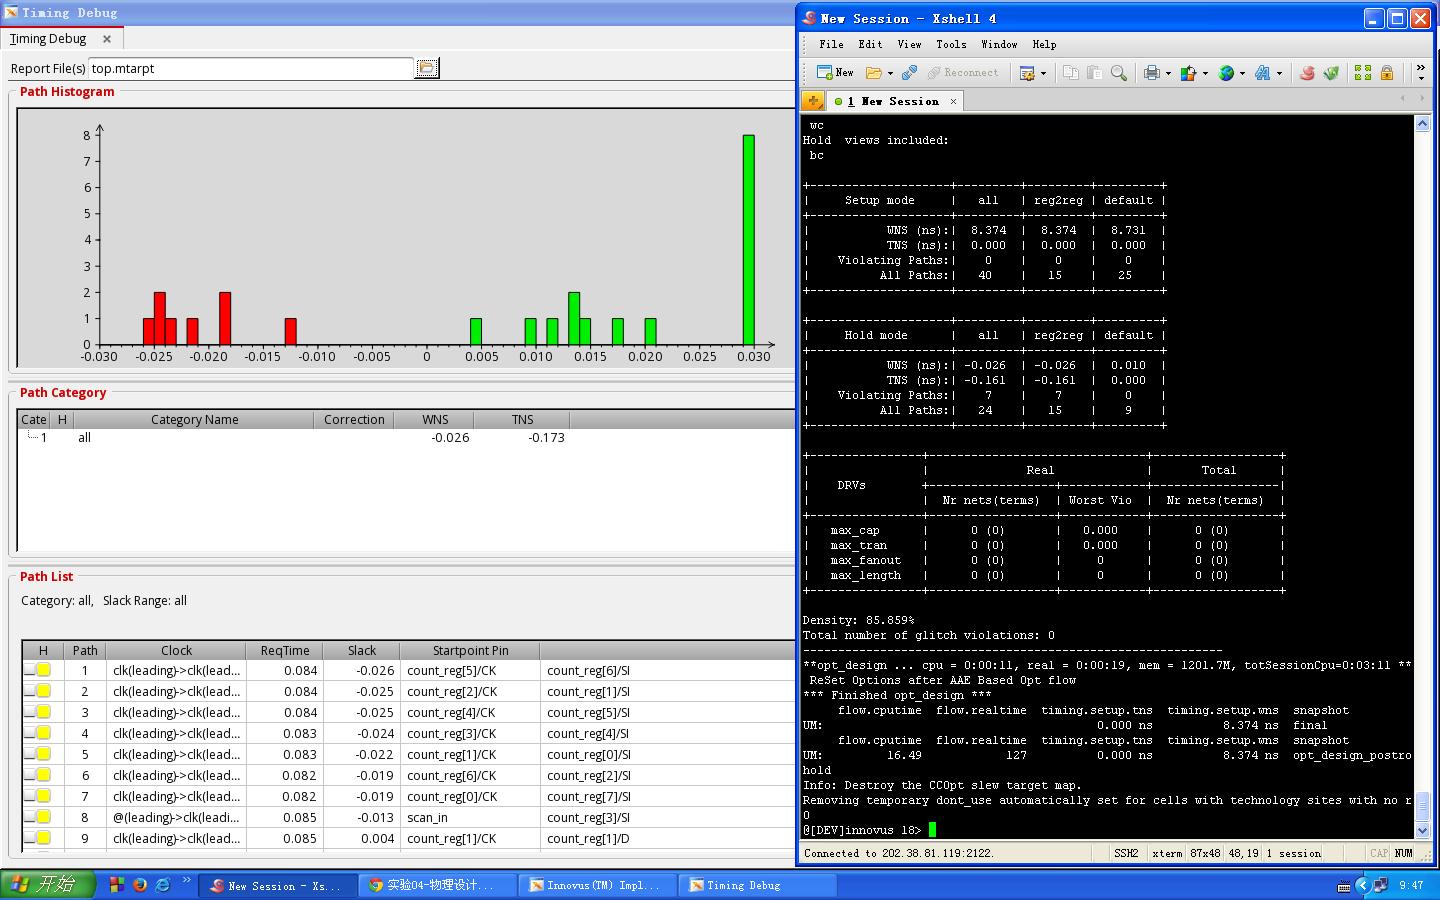 Timing Debug
Timing Debug ×
Report File(s) top.mtarpt
Path Histogram
8
7
6
5
4
3
2
1
0
-0.030 -0.025 -0.020 -0.015 -0.010 -0.005 0 0.005 0.010 0.015 0.020 0.025 0.030
Path Category
Cate H Category Name Correction WNS TNS
1 all -0.026 -0.173
Path List
Category: all, Slack Range: all
H Path Clock ReqTime Slack Startpoint Pin
1 clk(leading)->clk(lead... 0.084 -0.026 count_reg[5]/CK count_reg[6]/SI
2 clk(leading)->clk(lead... 0.084 -0.025 count_reg[2]/CK count_reg[1]/SI
3 clk(leading)->clk(lead... 0.084 -0.025 count_reg[4]/CK count_reg[5]/SI
4 clk(leading)->clk(lead... 0.083 -0.024 count_reg[3]/CK count_reg[4]/SI
5 clk(leading)->clk(lead... 0.083 -0.022 count_reg[1]/CK count_reg[0]/SI
6 clk(leading)->clk(lead... 0.082 -0.019 count_reg[6]/CK count_reg[2]/SI
7 clk(leading)->clk(lead... 0.082 -0.019 count_reg[0]/CK count_reg[7]/SI
8 @(leading)->clk(leadi... 0.085 -0.013 scan_in count_reg[3]/SI
9 clk(leading)->clk(lead... 0.085 0.004 count_reg[1]/CK count_reg[1]/D
New Session - Xshell 4
File Edit View Tools Window Help
New Reconnect
1 New Session ×
wc
Hold views included:
bc
Setup mode | all | reg2reg | default |
WNS (ns):| 8.374 | 8.374 | 8.731 |
TNS (ns):| 0.000 | 0.000 | 0.000 |
Violating Paths:| 0 | 0 | 0 |
All Paths:| 40 | 15 | 25 |
Hold mode | all | reg2reg | default |
WNS (ns):| -0.026 | -0.026 | 0.010 |
TNS (ns):| -0.161 | -0.161 | 0.000 |
Violating Paths:| 7 | 7 | 0 |
All Paths:| 24 | 15 | 9 |
| Real | Total |
DRVs
| Nr nets(terms) | Worst Vio | Nr nets(terms) |
max_cap | 0 (0) | 0.000 | 0 (0) |
max_tran | 0 (0) | 0.000 | 0 (0) |
max_fanout | 0 (0) | 0 | 0 (0) |
max_length | 0 (0) | 0 | 0 (0) |
Density: 85.859%
Total number of glitch violations: 0
------------------------------------------------------------
**opt_design ... cpu = 0:00:11, real = 0:00:19, mem = 1201.7M, totSessionCpu=0:03:11 **
ReSet Options after AAE Based Opt flow
*** Finished opt_design ***
flow.cputime flow.realtime timing.setup.tns timing.setup.wns snapshot
UM: 0.000 ns 8.374 ns final
flow.cputime flow.realtime timing.setup.tns timing.setup.wns snapshot
UM: 16.49 127 0.000 ns 8.374 ns opt_design_postro
hold
Info: Destroy the CCOpt slew target map.
Removing temporary dont_use automatically set for cells with technology sites with no r
0
@[DEV]innovus 18>
Connected to 202.38.81.119:2122. SSH2 xterm 87x48 48,19 1 session CAP NUM
开始 New Session - Xs... 实验04-物理设计... Innovus(TM) Impl... Timing Debug 9:47